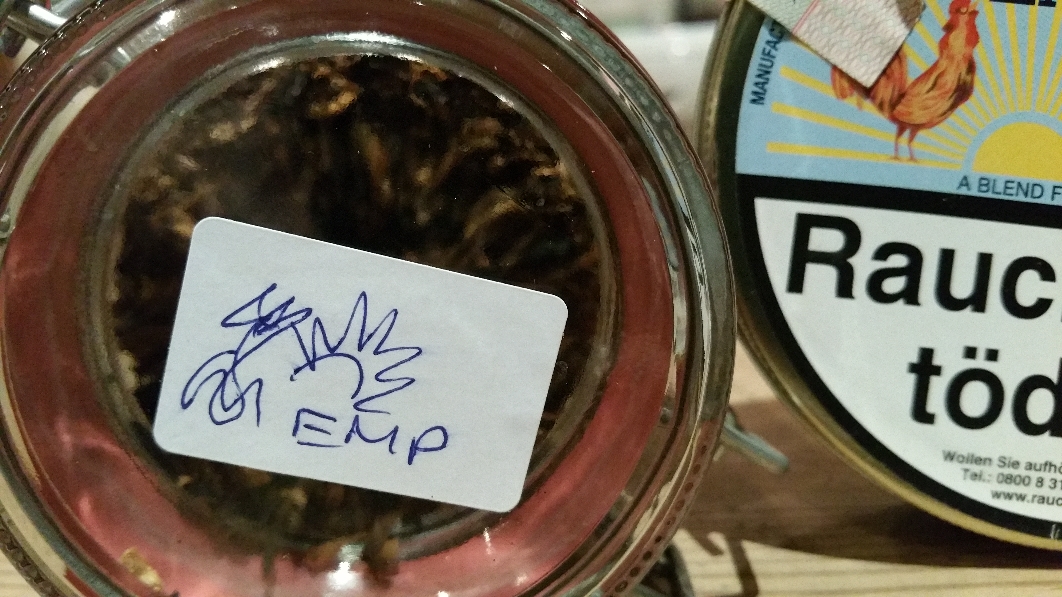 EMP
MANUFAC
A BLEND F
Rauc
töd
Wollen Sie aufhö
Tel.: 0800 8 31
www.rauc